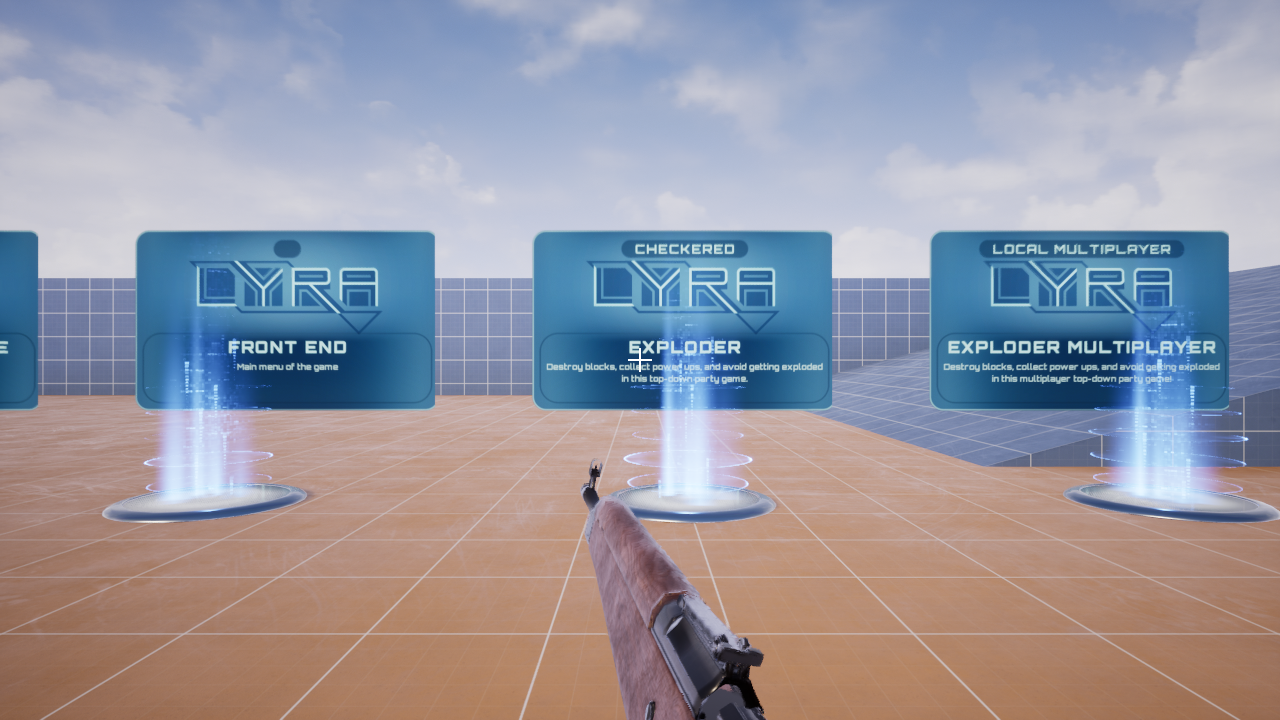 E
LYRA
FRONT END
Main menu of the game
CHECKERED
LYRA
EXPLODER
Destroy blocks, collect power ups, and avoid getting exploded
in this top-down party game.
LOCAL MULTIPLAYER
LYRA
EXPLODER MULTIPLAYER
Destroy blocks, collect power ups, and avoid getting exploded
in this multiplayer top-down party game!